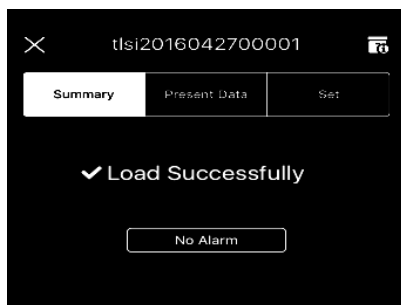 tlsi2016042700001
Summary Present Data Set
✔ Load Successfully
No Alarm